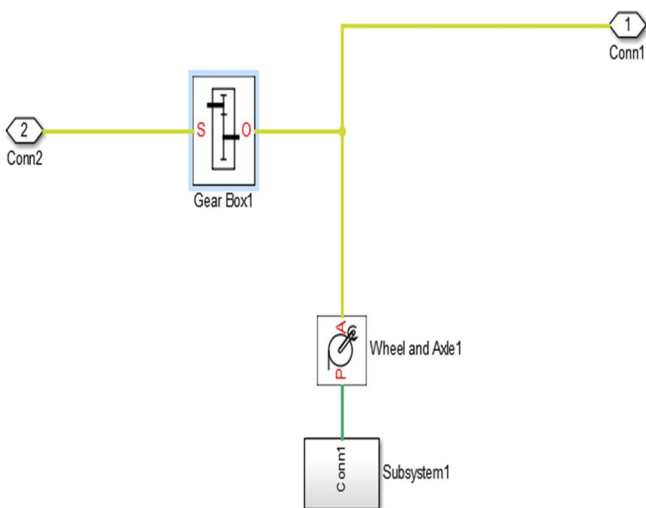 1
Conn1
2
Conn2
S O
Gear Box1
A
P
Wheel and Axle1
Conn1
Subsystem1